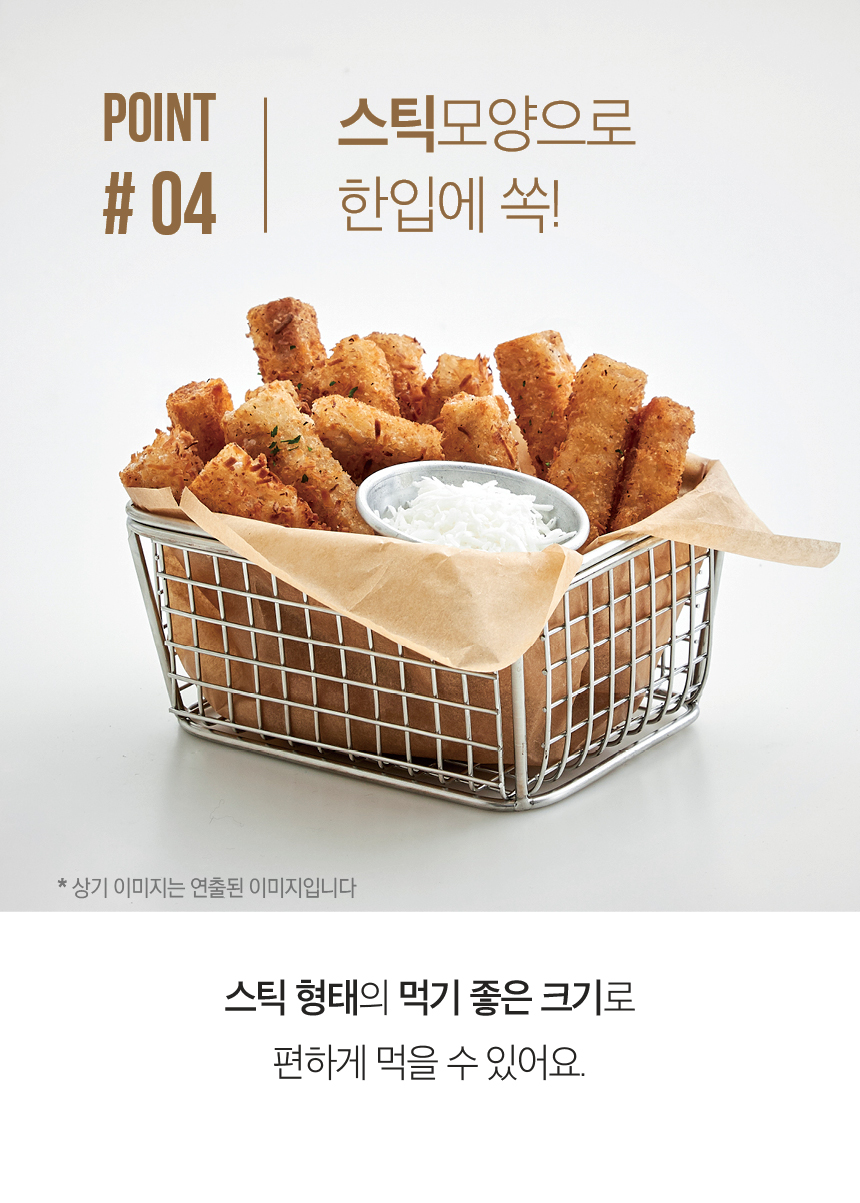 POINT
# 04
스틱모양으로
한입에 쏙!
* 상기 이미지는 연출된 이미지입니다
스틱 형태의 먹기 좋은 크기로
편하게 먹을 수 있어요.